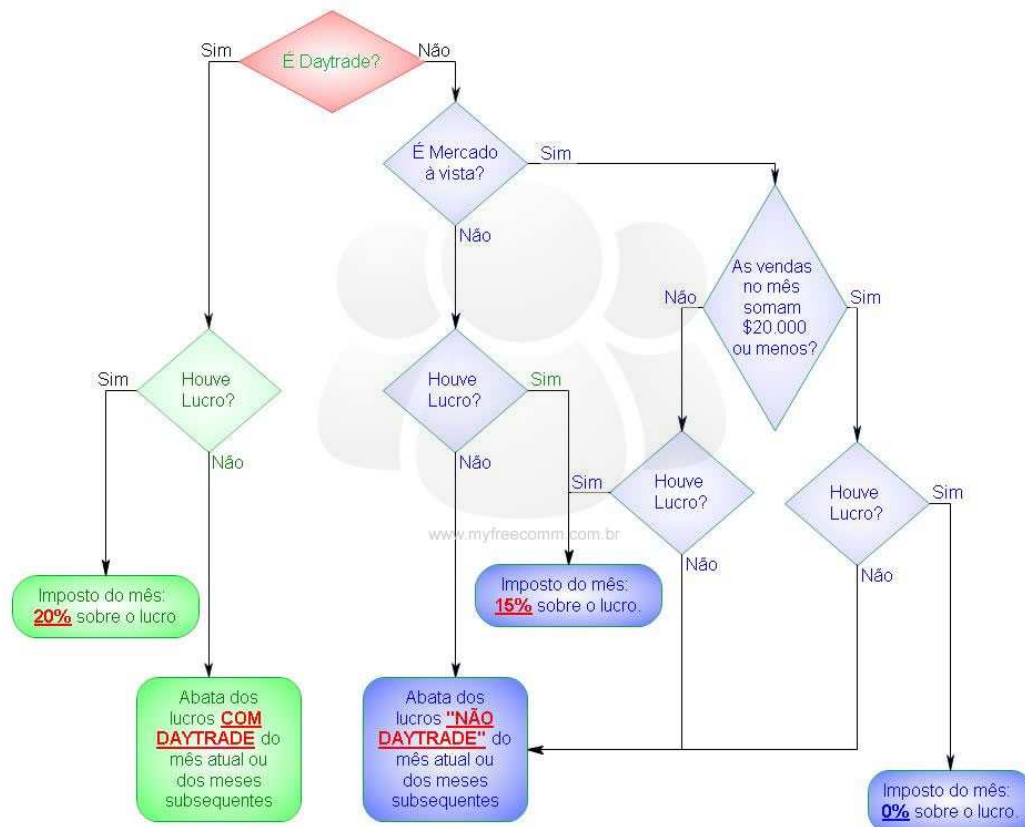 Sim
É Daytrade?
Não
É Mercado
à vista?
Sim
Não
As vendas
no mês
somam
$20.000
ou menos?
Não
Sim
Sim
Houve
Lucro?
Não
Houve
Lucro?
Sim
Não
Sim
Houve
Lucro?
Não
Houve
Lucro?
Sim
Não
www.myfreecomm.com.br
Imposto do mês:
20% sobre o lucro
Imposto do mês:
15% sobre o lucro.
Abata dos
lucros COM
DAYTRADE do
mês atual ou
dos meses
subsequentes
Abata dos
lucros "NÃO
DAYTRADE" do
mês atual ou
dos meses
subsequentes
Imposto do mês:
0% sobre o lucro.